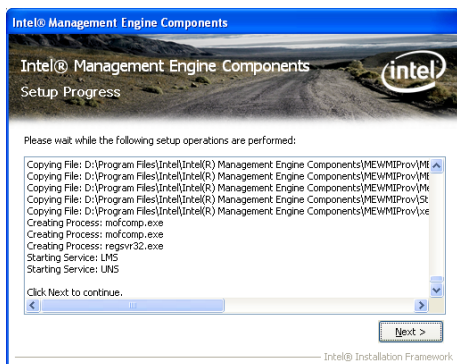 Intel® Management Engine Components
Intel® Management Engine Components
Setup Progress
intel
Please wait while the following setup operations are performed:
Copying File: D:\Program Files\Intel\Intel(R) Management Engine Components\MEWMIProv\ME
Copying File: D:\Program Files\Intel\Intel(R) Management Engine Components\MEWMIProv\ME
Copying File: D:\Program Files\Intel\Intel(R) Management Engine Components\MEWMIProv\Me
Copying File: D:\Program Files\Intel\Intel(R) Management Engine Components\MEWMIProv\St
Copying File: D:\Program Files\Intel\Intel(R) Management Engine Components\MEWMIProv\xe
Creating Process: mofcomp.exe
Creating Process: mofcomp.exe
Creating Process: regsvr32.exe
Starting Service: LMS
Starting Service: UNS
Click Next to continue.
Next >
Intel® Installation Framework